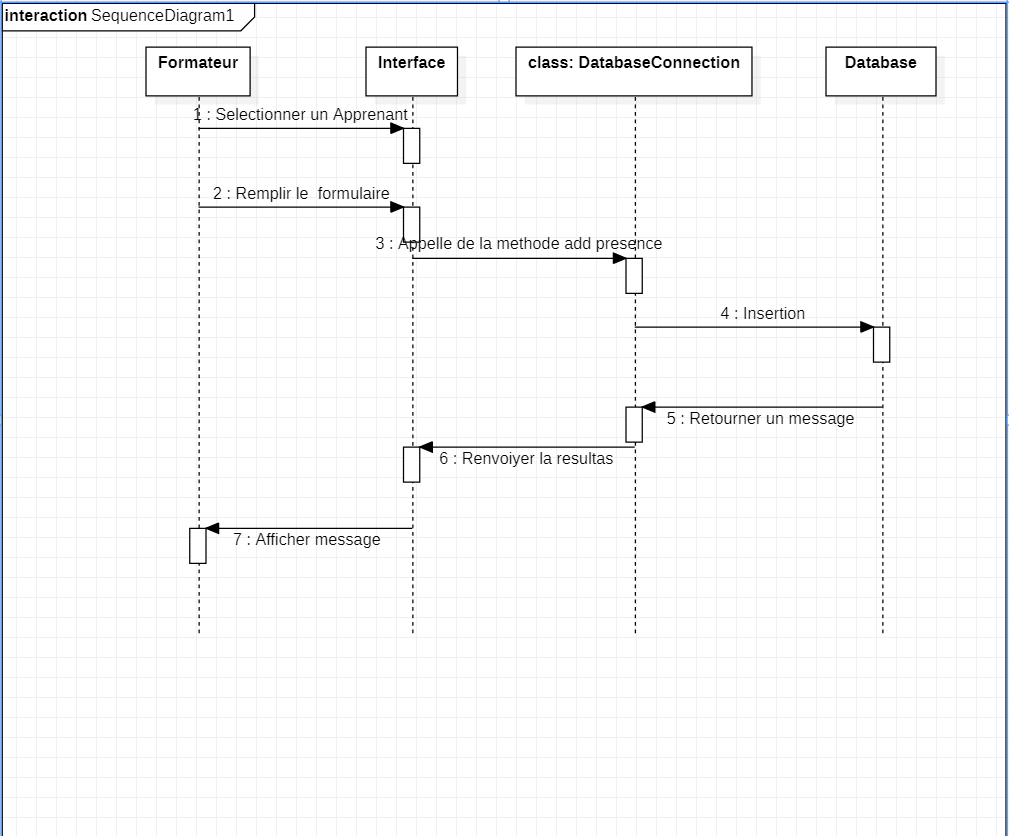 interaction SequenceDiagram1
Formateur
Interface
class: DatabaseConnection
Database
1 : Selectionner un Apprenant
2 : Remplir le  formulaire
3 : Appelle de la methode add presence
4 : Insertion
5 : Retourner un message
6 : Renvoiyer la resultas
7 : Afficher message